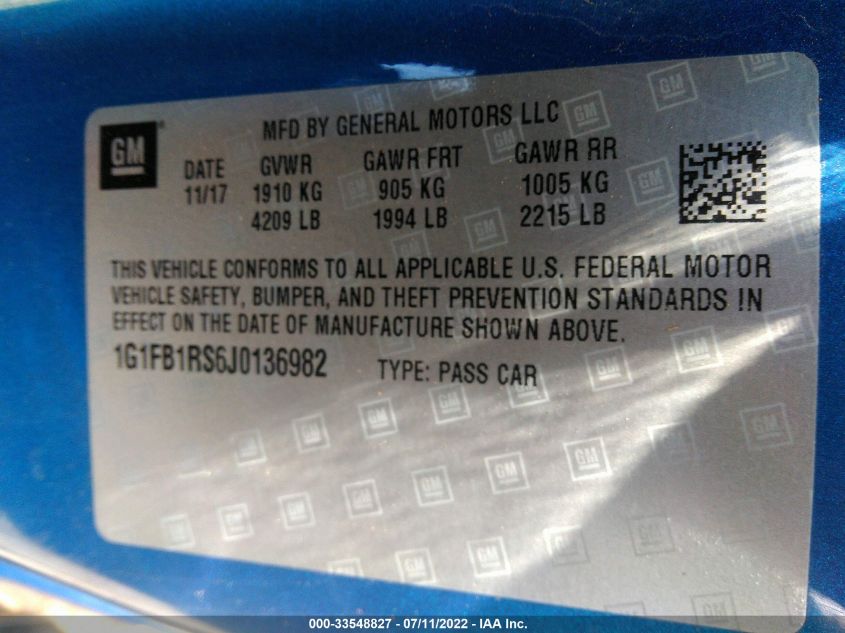 GM
MFD BY GENERAL MOTORS LLC
DATE GVWR GAWR FRT GAWR RR
11/17 1910 KG 905 KG 1005 KG
4209 LB 1994 LB 2215 LB
THIS VEHICLE CONFORMS TO ALL APPLICABLE U.S. FEDERAL MOTOR
VEHICLE SAFETY, BUMPER, AND THEFT PREVENTION STANDARDS IN
EFFECT ON THE DATE OF MANUFACTURE SHOWN ABOVE.
1G1FB1RS6J0136982 TYPE: PASS CAR
000-33548827 - 07/11/2022 - IAA Inc.